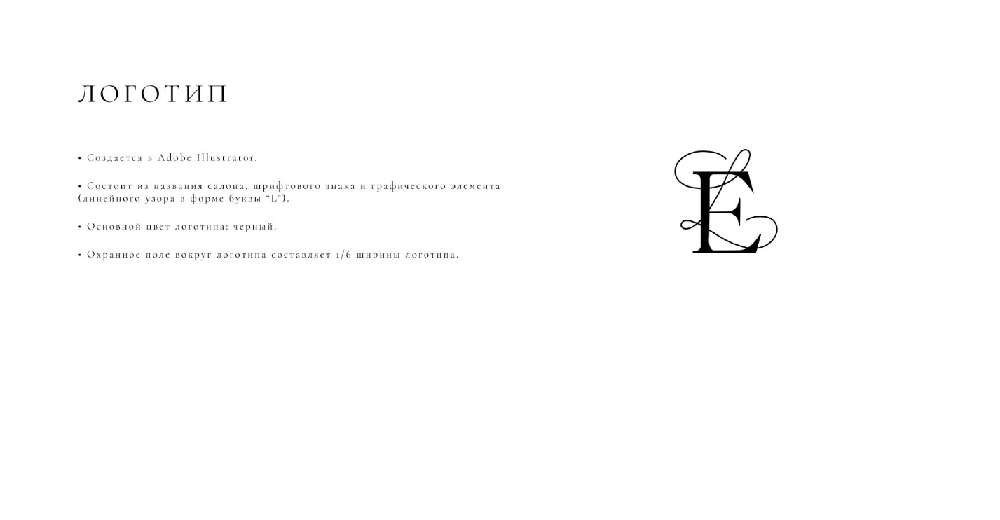 ЛОГОТИП
• Создается в Adobe Illustrator.
• Состоит из названия салона, шрифтового знака и графического элемента
(линейного узора в форме буквы “L”).
• Основной цвет логотипа: черный.
• Охранное поле вокруг логотипа составляет 1/6 ширины логотипа.
L
E